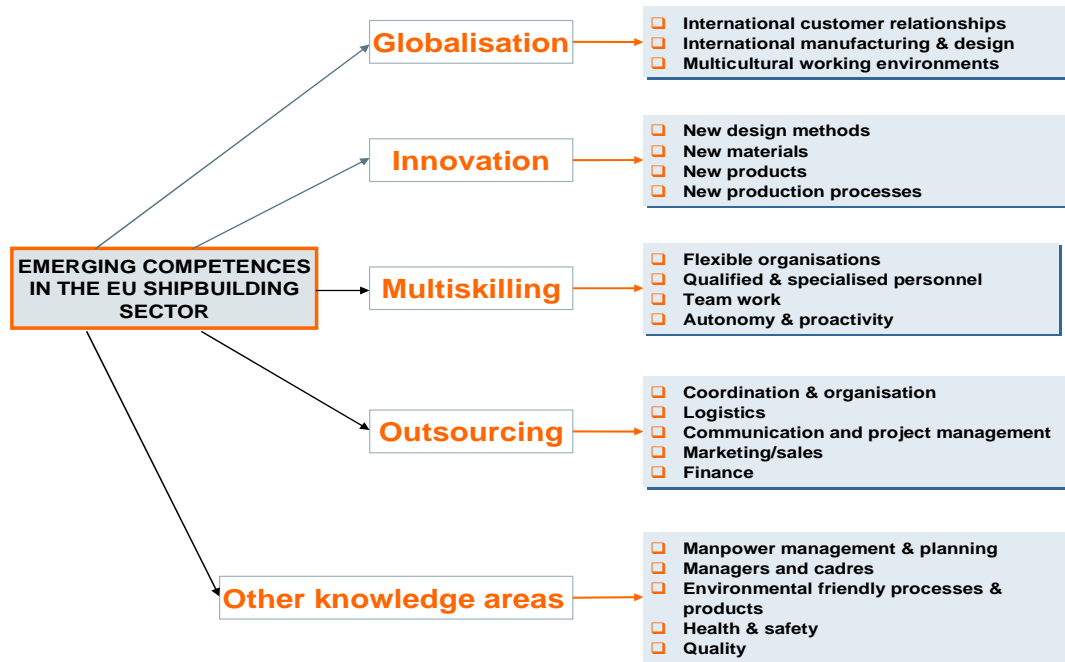 Globalisation
International customer relationships
International manufacturing & design
Multicultural working environments
Innovation
New design methods
New materials
New products
New production processes
EMERGING COMPETENCES
IN THE EU SHIPBUILDING
SECTOR
Multiskilling
Flexible organisations
Qualified & specialised personnel
Team work
Autonomy & proactivity
Outsourcing
Coordination & organisation
Logistics
Communication and project management
Marketing/sales
Finance
Other knowledge areas
Manpower management & planning
Managers and cadres
Environmental friendly processes &
products
Health & safety
Quality